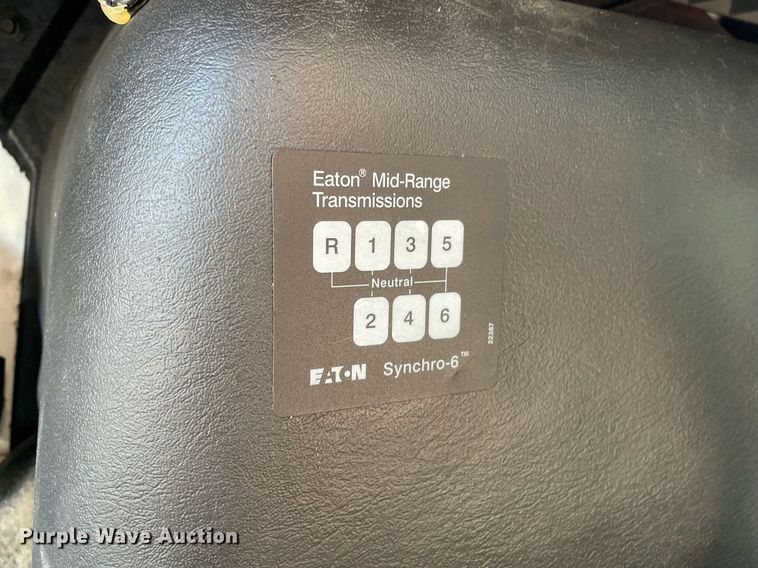 Eaton® Mid-Range
Transmissions
R 1 3 5
Neutral
2 4 6
22387
EATON Synchro-6™
Purple Wave Auction